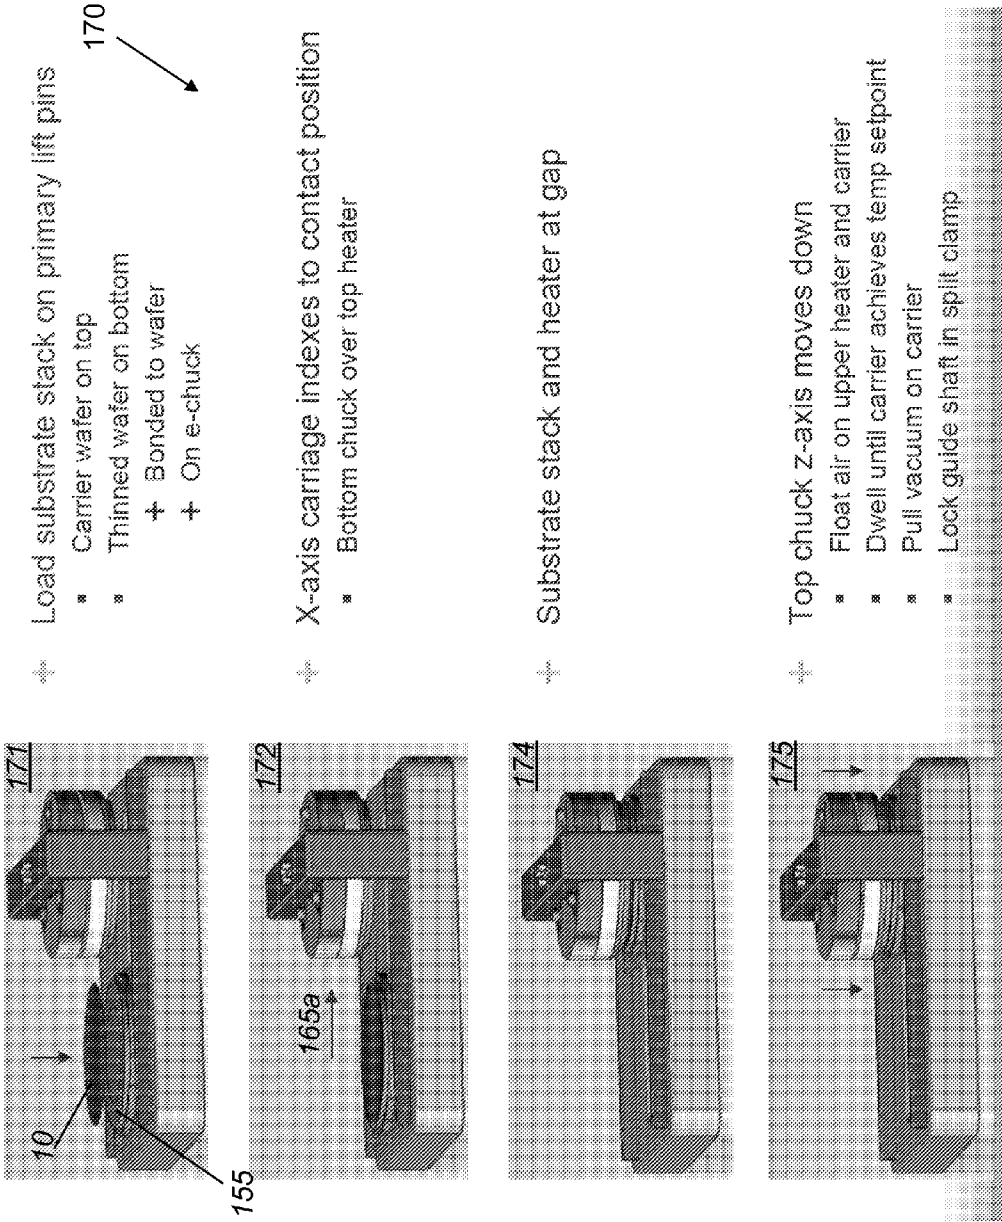 170
171
10
155
Load substrate stack on primary lift pins
▪ Carrier wafer on top
▪ Thinned wafer on bottom
+ Bonded to wafer
+ On e-chuck
172
165a
X-axis carriage indexes to contact position
▪ Bottom chuck over top heater
174
Substrate stack and heater at gap
175
Top chuck z-axis moves down
▪ Float air on upper heater and carrier
▪ Dwell until carrier achieves temp setpoint
▪ Pull vacuum on carrier
▪ Lock guide shaft in split clamp